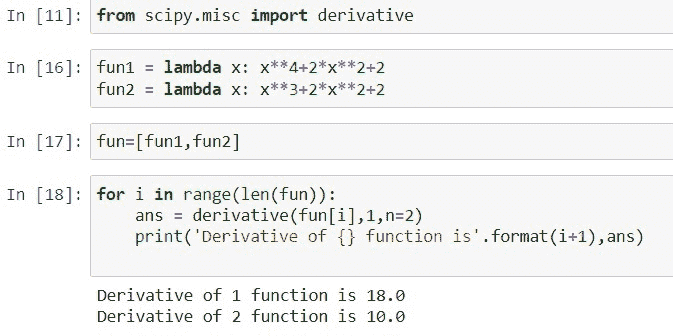 In [11]: from scipy.misc import derivative
In [16]: fun1 = lambda x: x**4+2*x**2+2
fun2 = lambda x: x**3+2*x**2+2
In [17]: fun=[fun1,fun2]
In [18]: for i in range(len(fun)):
    ans = derivative(fun[i],1,n=2)
    print('Derivative of {} function is'.format(i+1),ans)
Derivative of 1 function is 18.0
Derivative of 2 function is 10.0